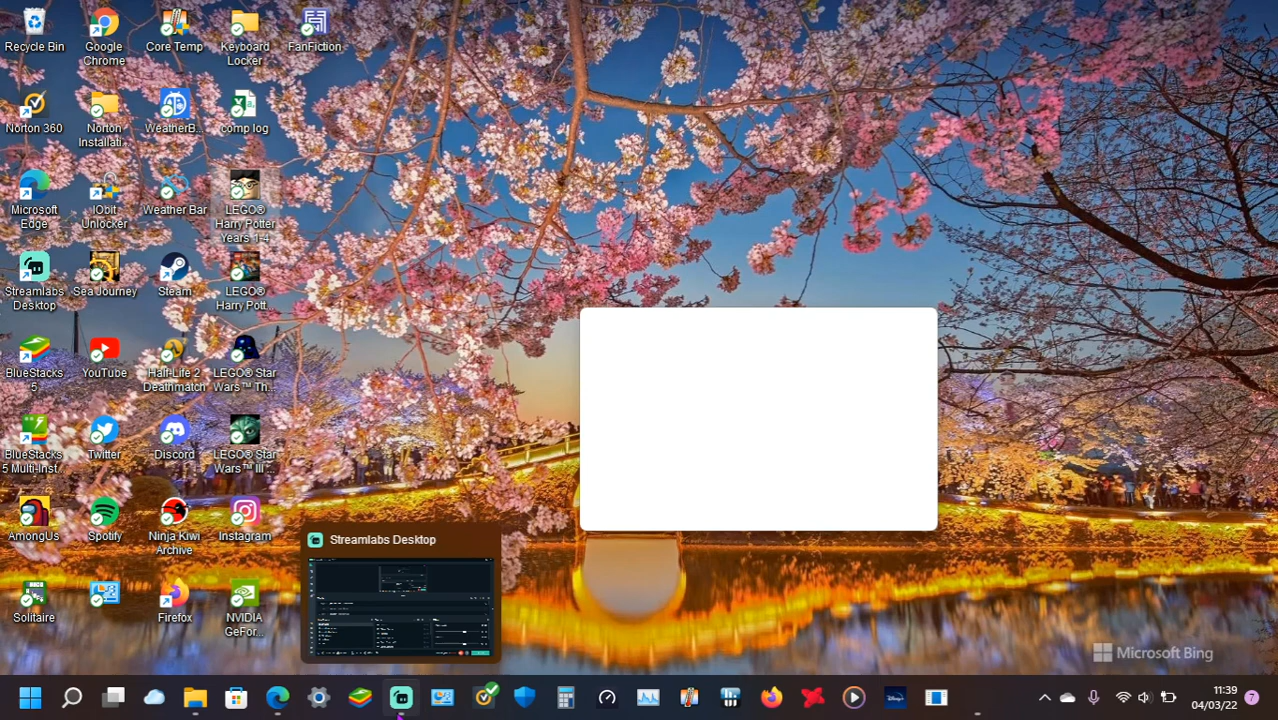 Recycle Bin
Google
Chrome
Core Temp
Keyboard
Locker
FanFiction
Norton 360
Norton
Installati...
WeatherB...
comp log
Microsoft
Edge
IObit
Unlocker
Weather Bar
LEGO®
Harry Potter
Years 1-4
Streamlabs
Desktop
Sea Journey
Steam
LEGO®
Harry Pott...
BlueStacks
5
YouTube
Half-Life 2
Deathmatch
LEGO® Star
Wars™ Th...
BlueStacks
5 Multi-Inst...
Twitter
Discord
LEGO® Star
Wars™ III ...
AmongUs
Spotify
Ninja Kiwi
Archive
Instagram
Streamlabs Desktop
Solitaire
Firefox
NVIDIA
GeFor...
Microsoft Bing
Disney+
11:39
04/03/22
7